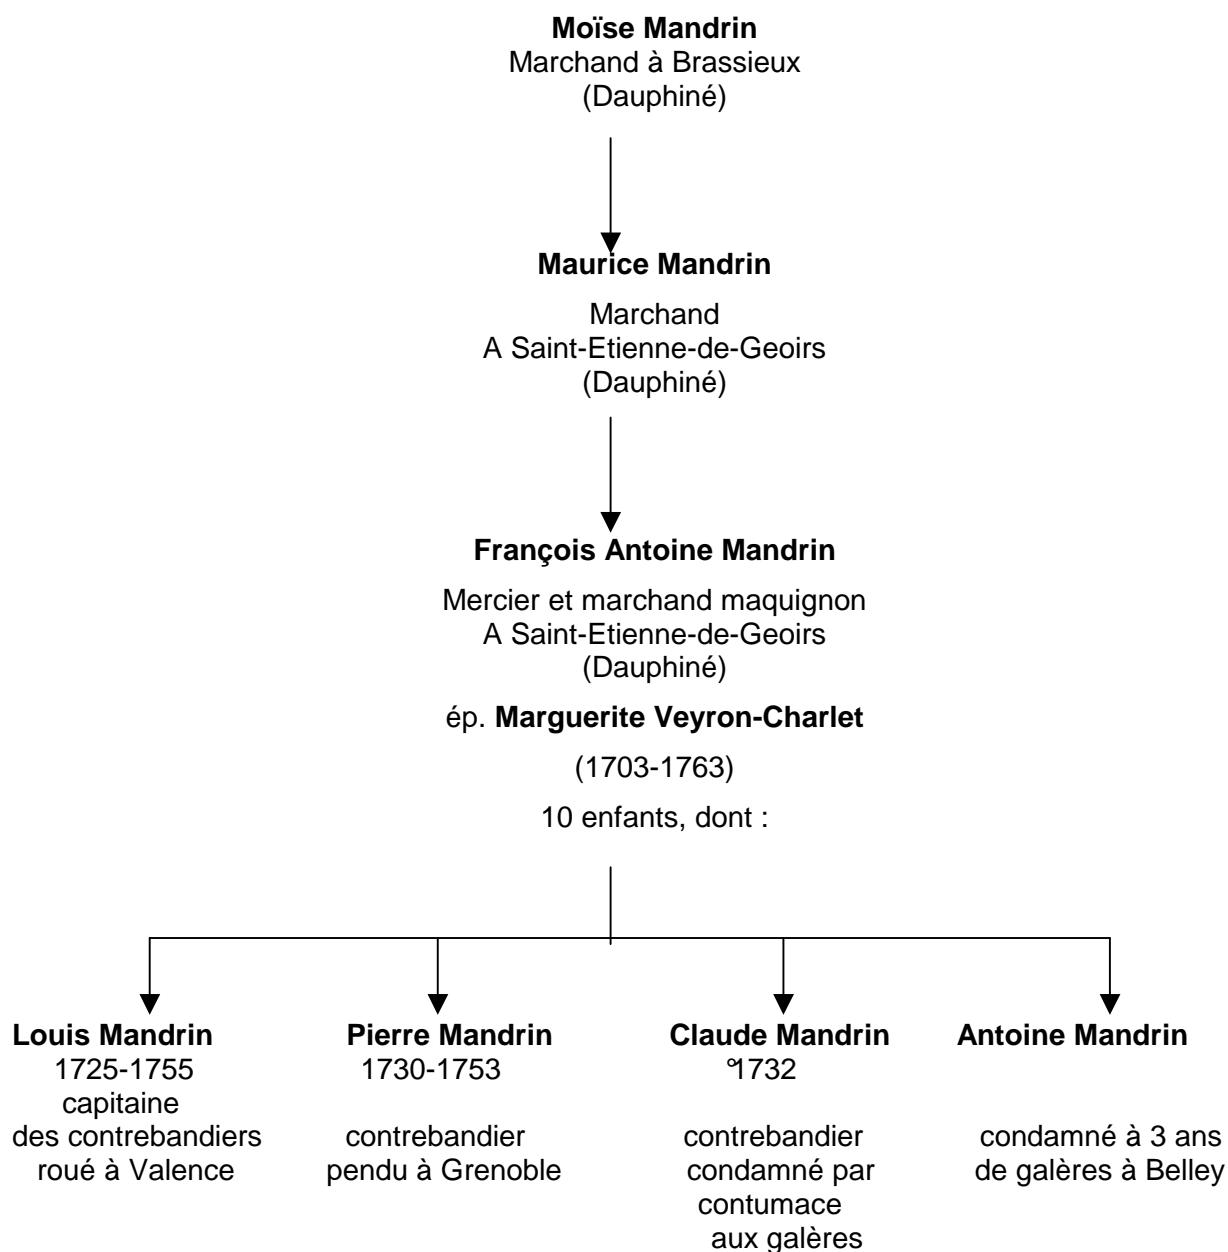 Moïse Mandrin
Marchand à Brassieux
(Dauphiné)
Maurice Mandrin
Marchand
A Saint-Etienne-de-Geoirs
(Dauphiné)
François Antoine Mandrin
Mercier et marchand maquignon
A Saint-Etienne-de-Geoirs
(Dauphiné)
ép. Marguerite Veyron-Charlet
(1703-1763)
10 enfants, dont :
Louis Mandrin
1725-1755
capitaine
des contrebandiers
roué à Valence
Pierre Mandrin
1730-1753
contrebandier
pendu à Grenoble
Claude Mandrin
°1732
contrebandier
condamné par
contumace
aux galères
Antoine Mandrin
condamné à 3 ans
de galères à Belley